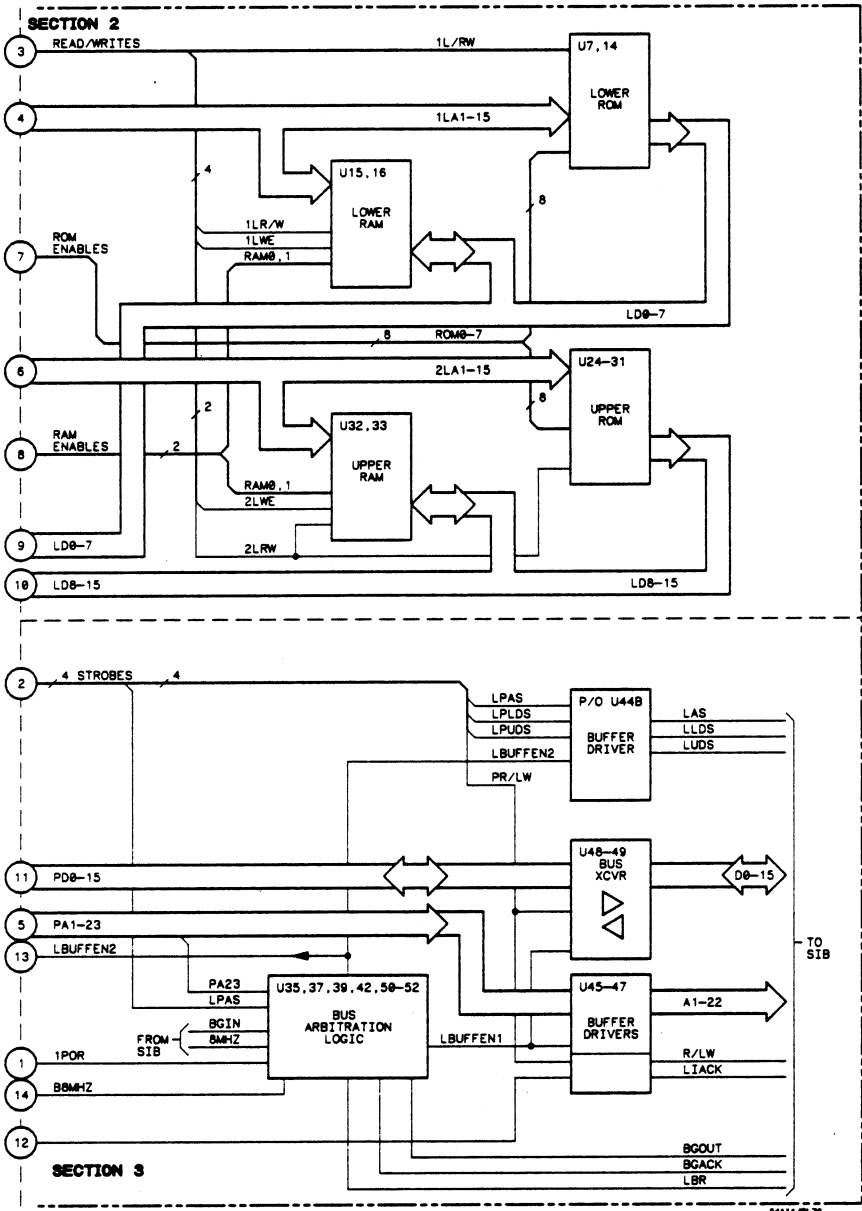 SECTION 2
3 READ/WRITES 1L/RW U7,14
LOWER
ROM
4 1LA1-15
4
U15,16
LOWER
RAM
8
1LR/W
1LWE
RAM0,1
7 ROM
ENABLES
LD0-7
8 ROM0-7
6 2LA1-15 U24-31
UPPER
ROM
2 8
8 RAM
ENABLES 2
U32,33
UPPER
RAM
RAM0,1
2LWE
2LRW
9 LD0-7
10 LD8-15 LD8-15
2 4 STROBES 4
LPAS P/O U44B LAS
LPLDS BUFFER LLDS
LPUDS DRIVER LUDS
LBUFFEN2
PR/LW
11 PD0-15 U48-49
BUS
XCVR D0-15
5 PA1-23
13 LBUFFEN2
TO
SIB
PA23 U35,37,39,42,50-52 U45-47
LPAS BUS
ARBITRATION
LOGIC
BUFFER
DRIVERS
A1-22
FROM
SIB
BGIN
8MHZ
LBUFFEN1
1 1POR R/LW
LIACK
14 B8MHZ
12
BGOUT
BGACK
LBR
SECTION 3